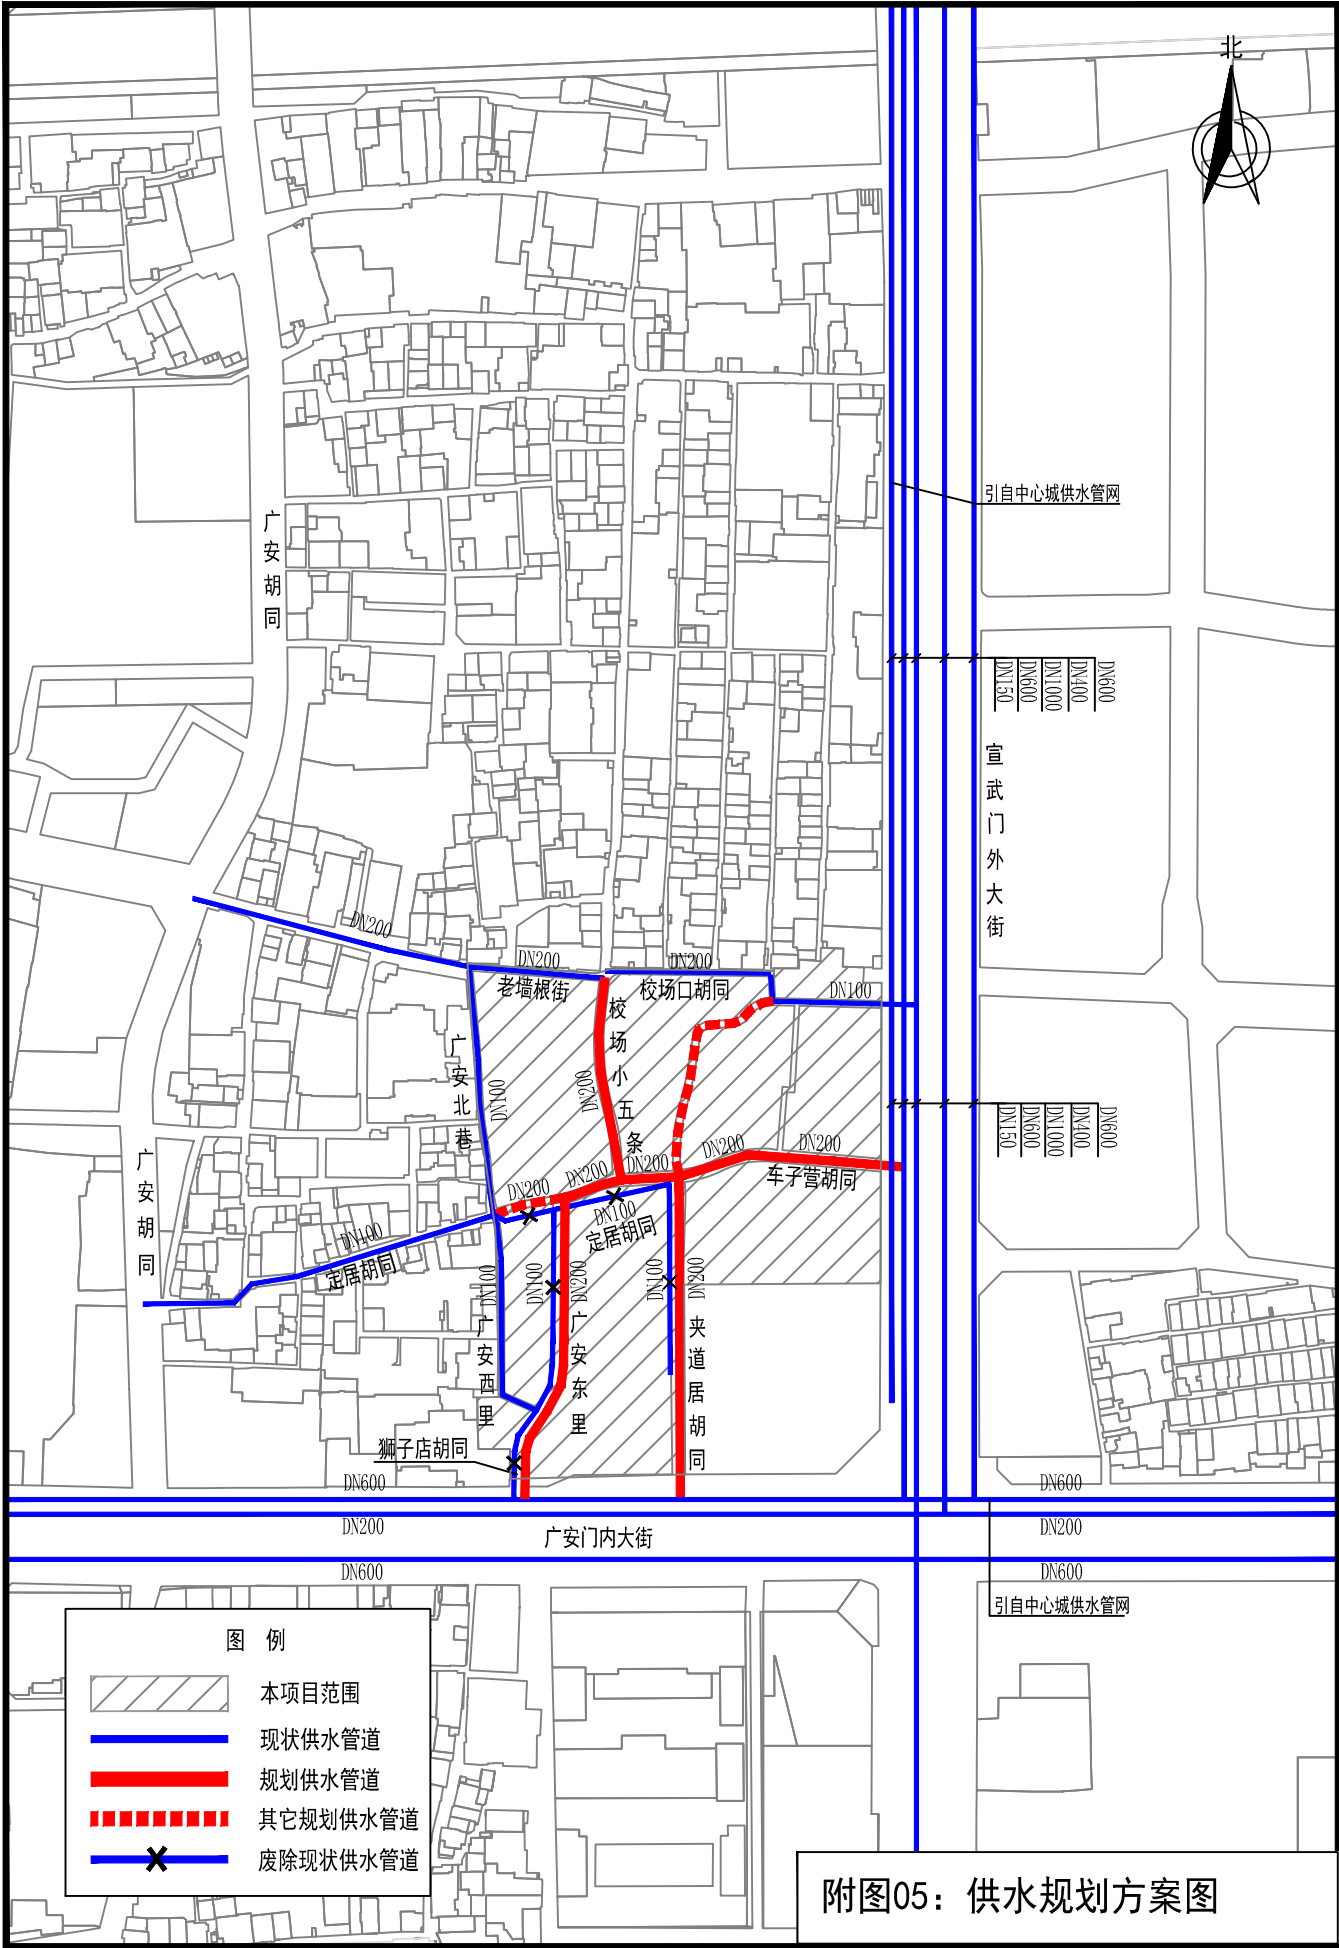 北
引自中心城供水管网
广安胡同
DN150
DN600
DN1000
DN400
DN600
宣武门外大街
DN200
DN200
DN200
老墙根街
校场口胡同
DN100
校场小五条
广安北巷
DN100
DN200
DN150
DN600
DN1000
DN400
DN600
广安胡同
DN200
DN200
DN200
DN200
DN200
车子营胡同
DN100
定居胡同
DN100
定居胡同
DN100
DN100
DN200
DN100
DN200
广安西里
广安东里
夹道居胡同
狮子店胡同
DN600
DN600
DN200
广安门内大街
DN200
DN600
DN600
引自中心城供水管网
图 例
本项目范围
现状供水管道
规划供水管道
其它规划供水管道
废除现状供水管道
附图05：供水规划方案图